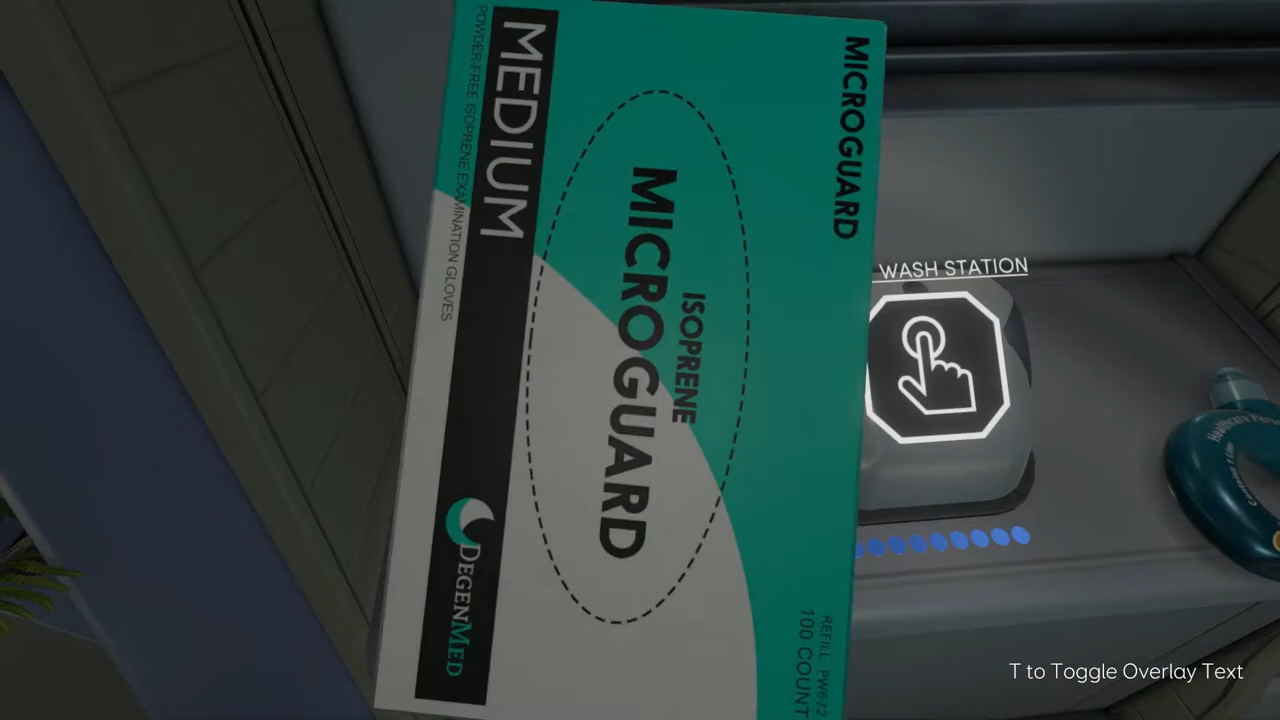 MICROGUARD
ISOPRENE
MICROGUARD
MEDIUM
POWDER-FREE ISOPRENE EXAMINATION GLOVES
DEGENMED
REFILL: PW672
100 COUNT
WASH STATION
T to Toggle Overlay Text